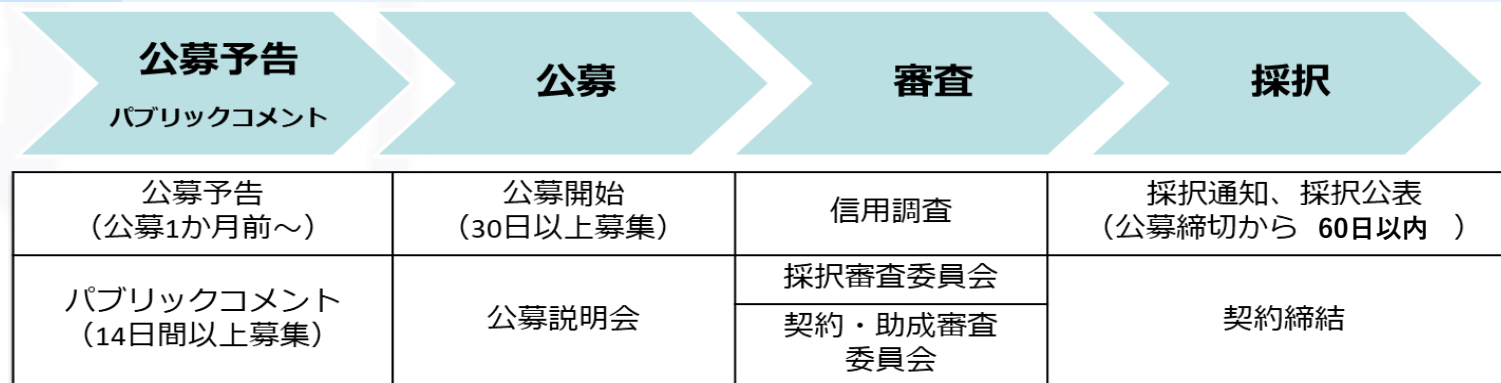 公募予告
パブリックコメント
公募
審査
採択
公募予告
（公募1か月前～）
公募開始
（30日以上募集）
信用調査
採択通知、採択公表
（公募締切から 60日以内 ）
パブリックコメント
（14日間以上募集）
公募説明会
採択審査委員会
契約・助成審査
委員会
契約締結